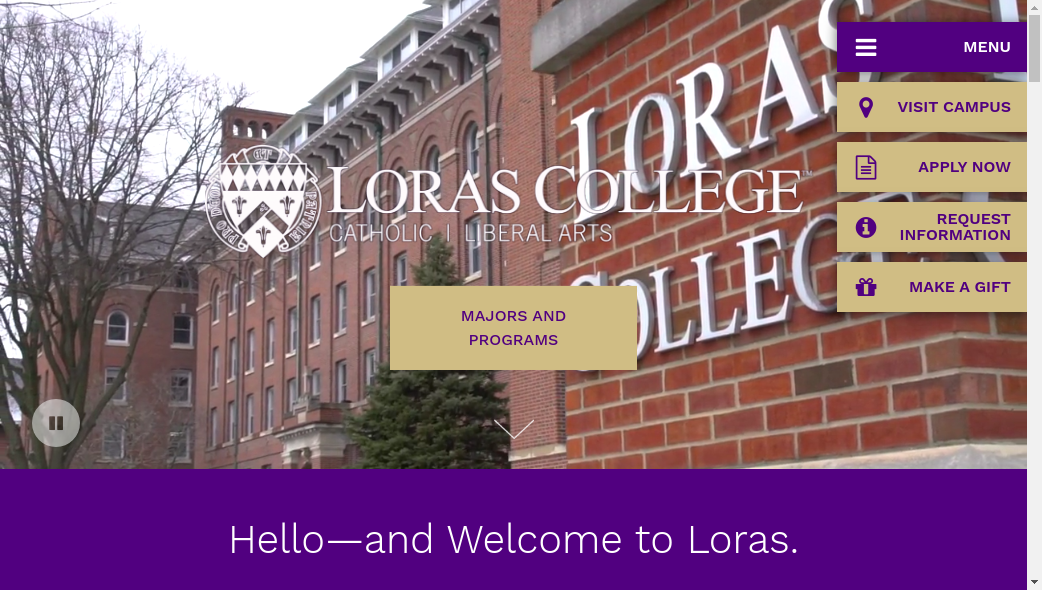 MENU
VISIT CAMPUS
APPLY NOW
REQUEST
INFORMATION
MAKE A GIFT
LORAS
COLLEGE
LORAS COLLEGE™
CATHOLIC | LIBERAL ARTS
MAJORS AND
PROGRAMS
Hello—and Welcome to Loras.